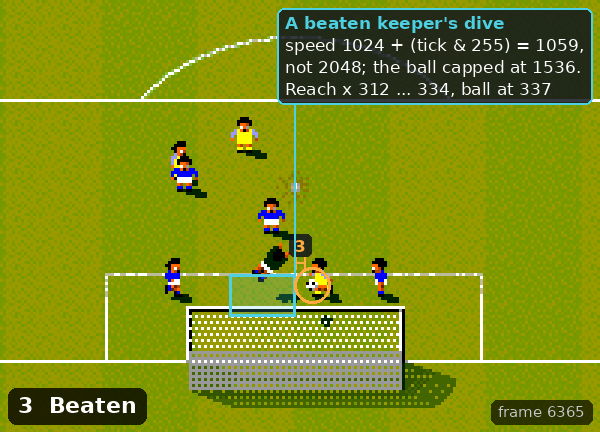 A beaten keeper's dive
speed 1024 + (tick & 255) = 1059,
not 2048; the ball capped at 1536.
Reach x 312 ... 334, ball at 337
3
3 Beaten
frame 6365